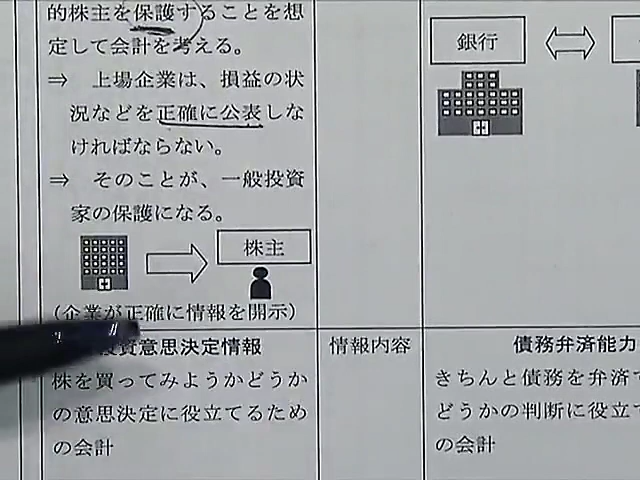 的株主を保護することを想
定して会計を考える。
⇒ 上場企業は、損益の状
況などを正確に公表しな
ければならない。
⇒ そのことが、一般投資
家の保護になる。
株主
(企業が正確に情報を開示)
意思決定情報
株を買ってみようかどうか
の意思決定に役立てるため
の会計
情報内容
銀行
債務弁済能力
きちんと債務を弁済
どうかの判断に役立
の会計